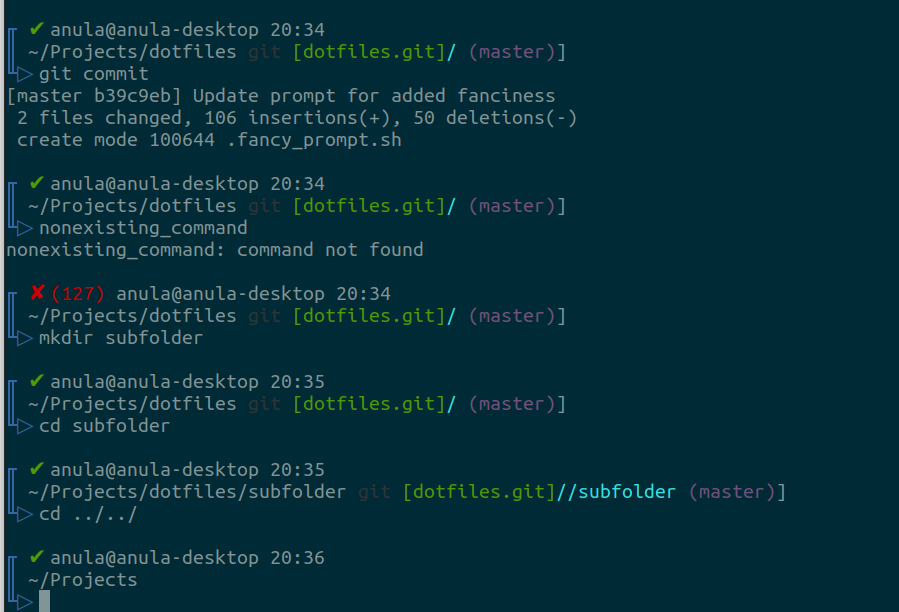 ✔ anula@anula-desktop 20:34
~/Projects/dotfiles git [dotfiles.git]/ (master)]
git commit
[master b39c9eb] Update prompt for added fanciness
2 files changed, 106 insertions(+), 50 deletions(-)
create mode 100644 .fancy_prompt.sh
✔ anula@anula-desktop 20:34
~/Projects/dotfiles git [dotfiles.git]/ (master)]
nonexisting_command
nonexisting_command: command not found
✘ (127) anula@anula-desktop 20:34
~/Projects/dotfiles git [dotfiles.git]/ (master)]
mkdir subfolder
✔ anula@anula-desktop 20:35
~/Projects/dotfiles git [dotfiles.git]/ (master)]
cd subfolder
✔ anula@anula-desktop 20:35
~/Projects/dotfiles/subfolder git [dotfiles.git]//subfolder (master)]
cd ../../
✔ anula@anula-desktop 20:36
~/Projects